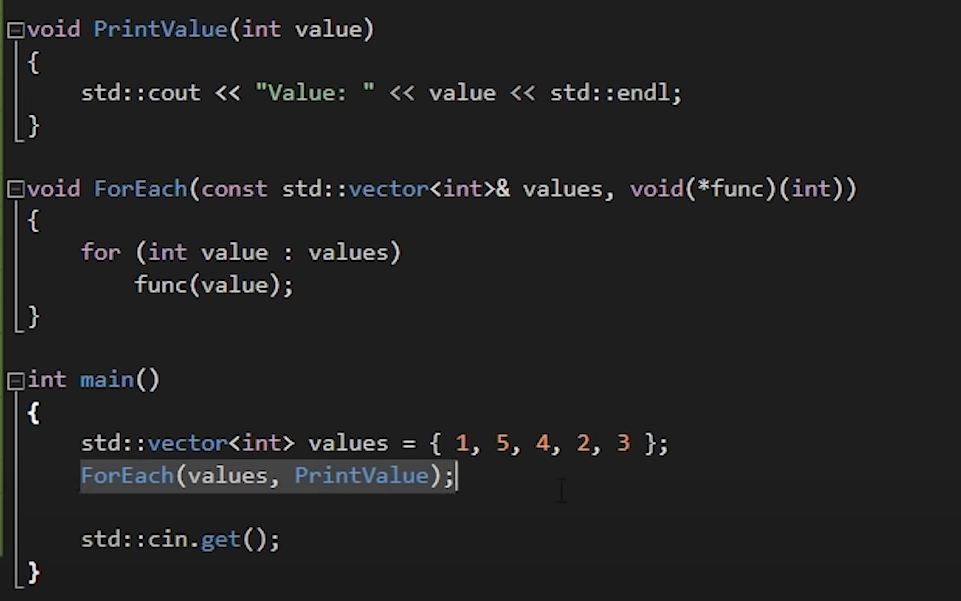 void PrintValue(int value)
{
    std::cout << "Value: " << value << std::endl;
}

void ForEach(const std::vector<int>& values, void(*func)(int))
{
    for (int value : values)
        func(value);
}

int main()
{
    std::vector<int> values = { 1, 5, 4, 2, 3 };
    ForEach(values, PrintValue);

    std::cin.get();
}